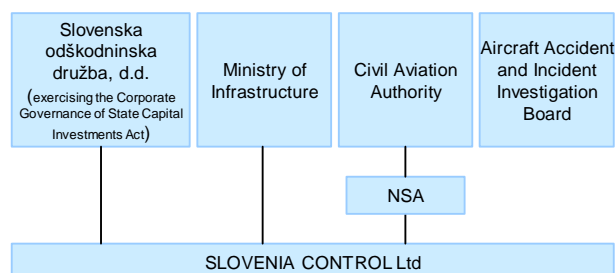 Slovenska
odškodninska
družba, d.d.
(exercising the Corporate
Governance of State Capital
Investments Act)
Ministry of
Infrastructure
Civil Aviation
Authority
Aircraft Accident
and Incident
Investigation
Board
NSA
SLOVENIA CONTROL Ltd